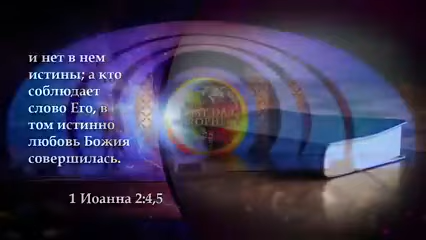 и нет в нем
истины; а кто
соблюдает
слово Его, в
том истинно
любовь Божия
совершилась.
1 Иоанна 2:4,5